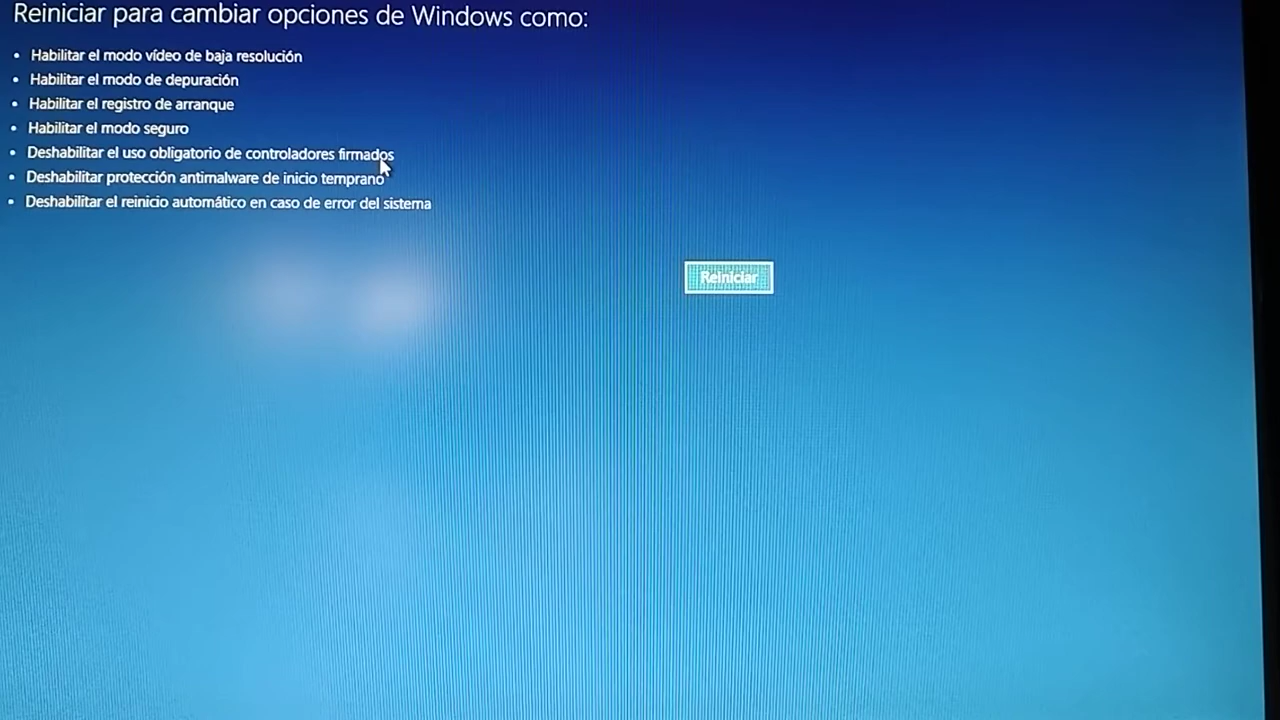 Reiniciar para cambiar opciones de Windows como:
• Habilitar el modo vídeo de baja resolución
• Habilitar el modo de depuración
• Habilitar el registro de arranque
• Habilitar el modo seguro
• Deshabilitar el uso obligatorio de controladores firmados
• Deshabilitar protección antimalware de inicio temprano
• Deshabilitar el reinicio automático en caso de error del sistema
Reiniciar